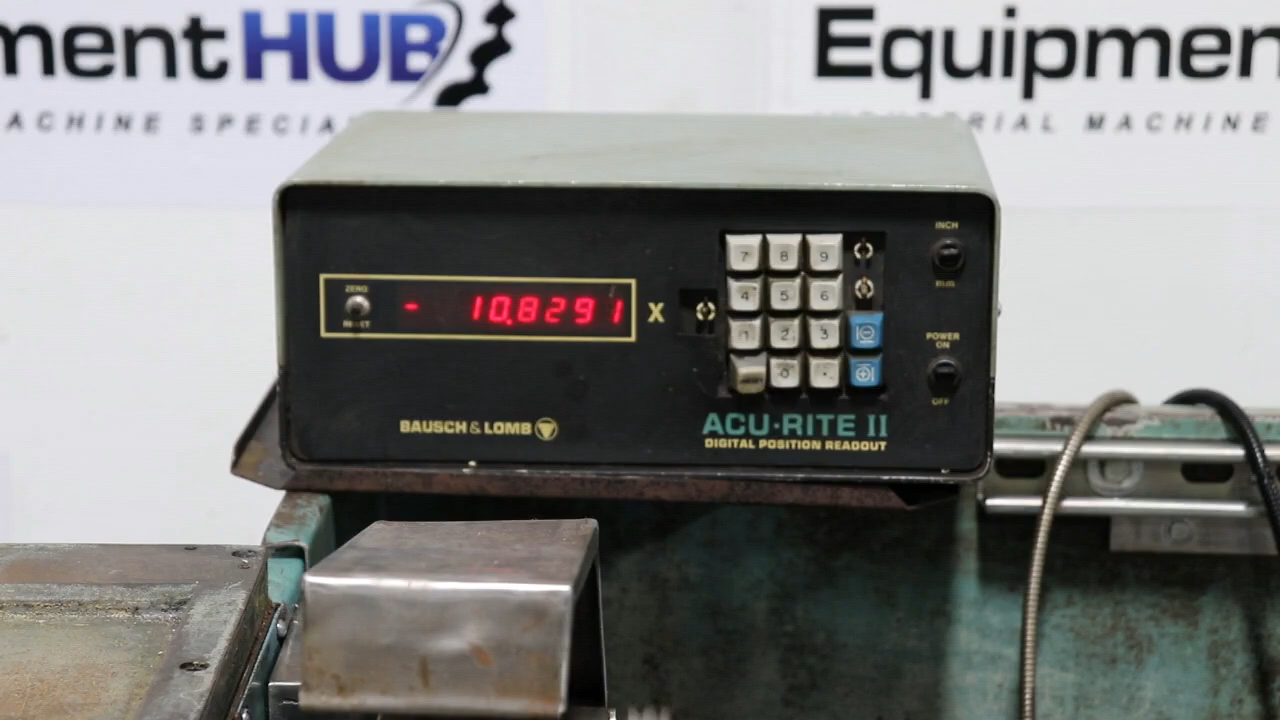 mentHUB
ACHINE SPECIA
Equipmen
RIAL MACHINE
ZERO
RESET
- 10.8291
X
7 8 9
4 5 6
1 2 3
0 .
INCH
POWER
ON
OFF
BAUSCH & LOMB
ACU·RITE II
DIGITAL POSITION READOUT